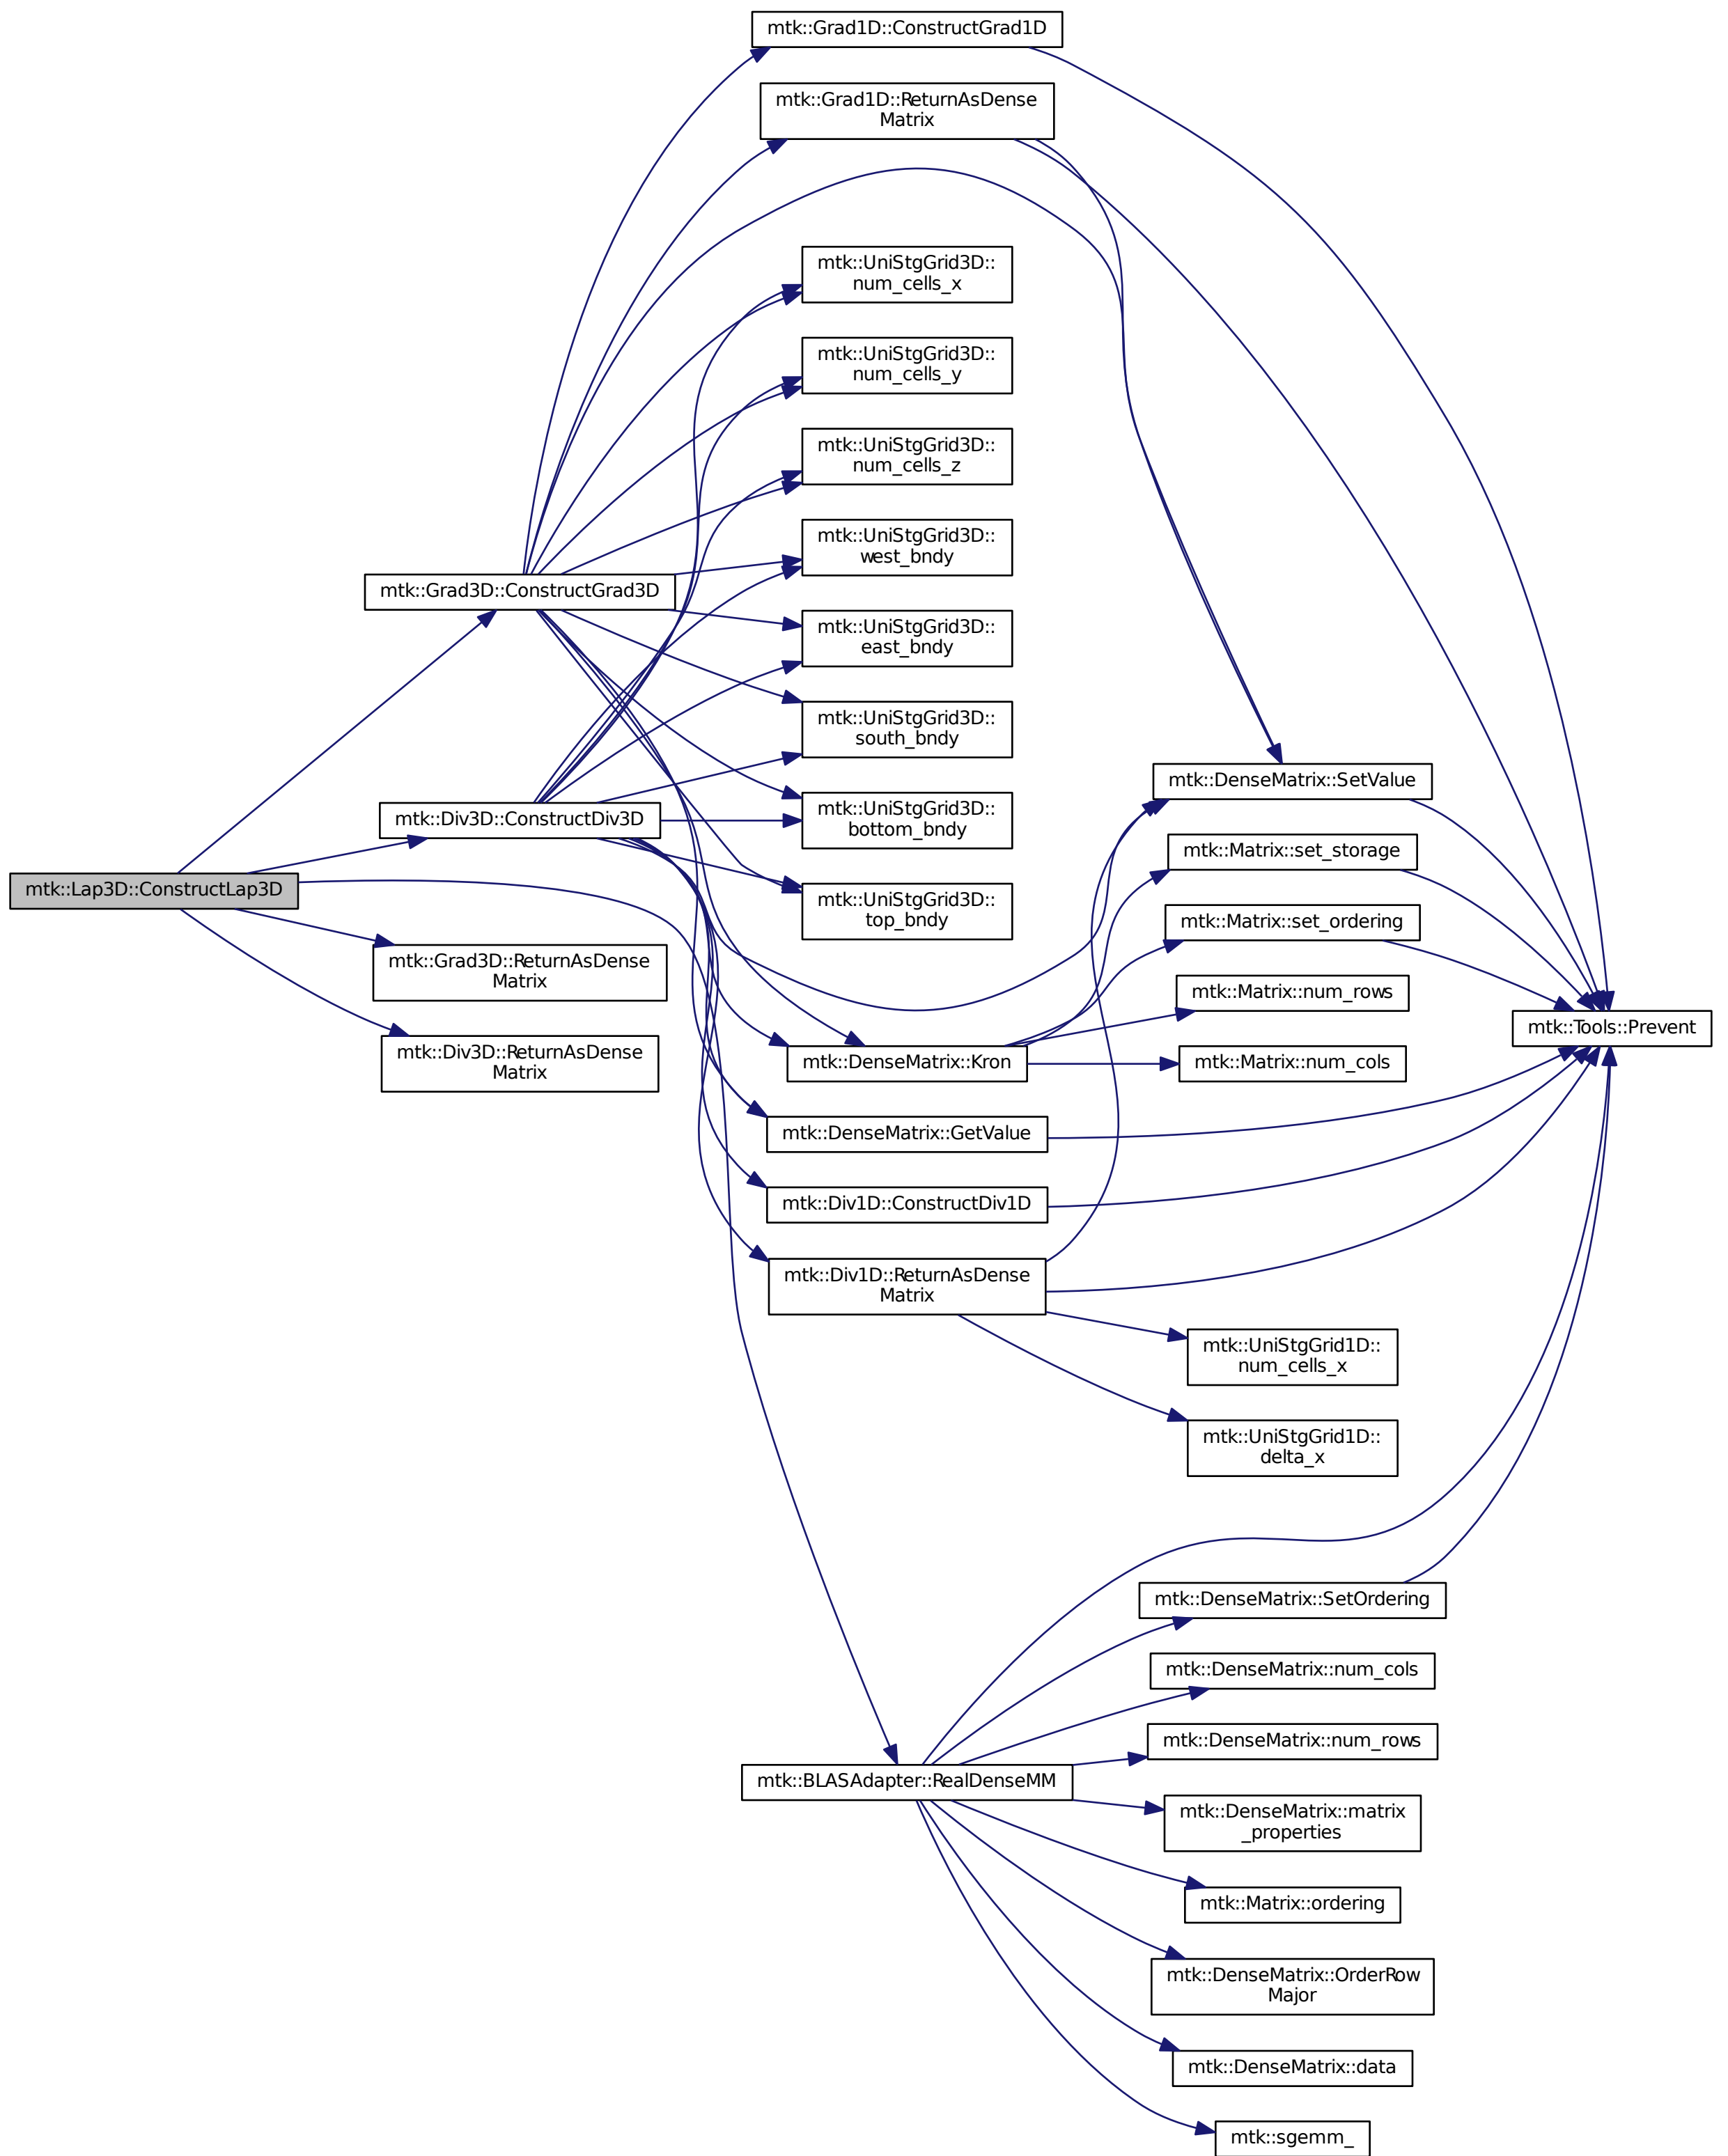 mtk::Grad1D::ConstructGrad1D
mtk::Grad1D::ReturnAsDense
Matrix
mtk::UniStgGrid3D::
num_cells_x
mtk::UniStgGrid3D::
num_cells_y
mtk::UniStgGrid3D::
num_cells_z
mtk::UniStgGrid3D::
west_bndy
mtk::Grad3D::ConstructGrad3D
mtk::UniStgGrid3D::
east_bndy
mtk::UniStgGrid3D::
south_bndy
mtk::DenseMatrix::SetValue
mtk::Div3D::ConstructDiv3D
mtk::UniStgGrid3D::
bottom_bndy
mtk::Matrix::set_storage
mtk::Lap3D::ConstructLap3D
mtk::UniStgGrid3D::
top_bndy
mtk::Matrix::set_ordering
mtk::Grad3D::ReturnAsDense
Matrix
mtk::Matrix::num_rows
mtk::Tools::Prevent
mtk::Div3D::ReturnAsDense
Matrix
mtk::DenseMatrix::Kron
mtk::Matrix::num_cols
mtk::DenseMatrix::GetValue
mtk::Div1D::ConstructDiv1D
mtk::Div1D::ReturnAsDense
Matrix
mtk::UniStgGrid1D::
num_cells_x
mtk::UniStgGrid1D::
delta_x
mtk::DenseMatrix::SetOrdering
mtk::DenseMatrix::num_cols
mtk::DenseMatrix::num_rows
mtk::BLASAdapter::RealDenseMM
mtk::DenseMatrix::matrix
_properties
mtk::Matrix::ordering
mtk::DenseMatrix::OrderRow
Major
mtk::DenseMatrix::data
mtk::sgemm_